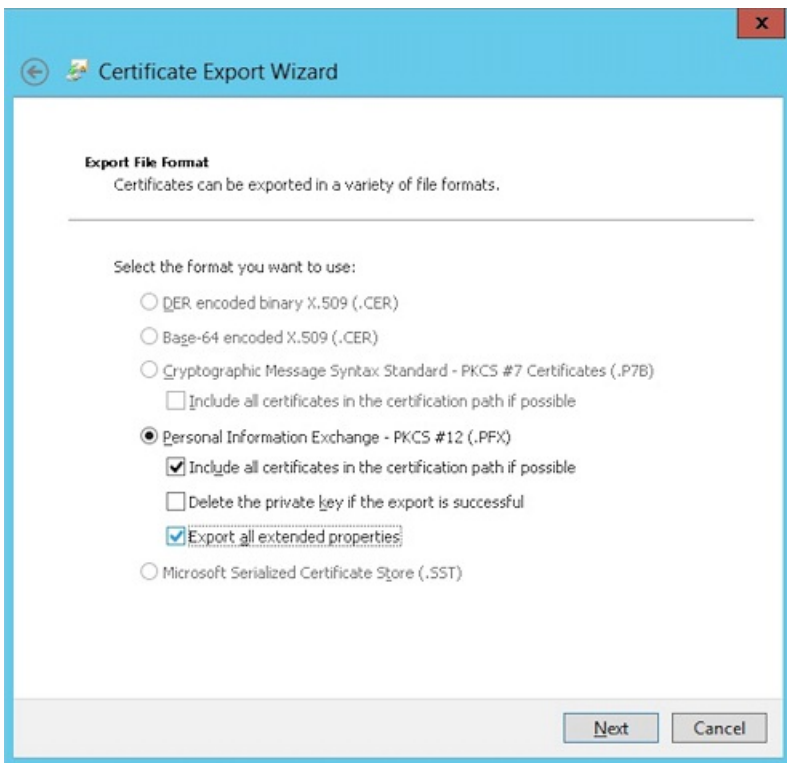 x
Certificate Export Wizard
Export File Format
Certificates can be exported in a variety of file formats.
Select the format you want to use:
DER encoded binary X.509 (.CER)
Base-64 encoded X.509 (.CER)
Cryptographic Message Syntax Standard - PKCS #7 Certificates (.P7B)
Include all certificates in the certification path if possible
Personal Information Exchange - PKCS #12 (.PFX)
Include all certificates in the certification path if possible
Delete the private key if the export is successful
Export all extended properties
Microsoft Serialized Certificate Store (.SST)
Next Cancel